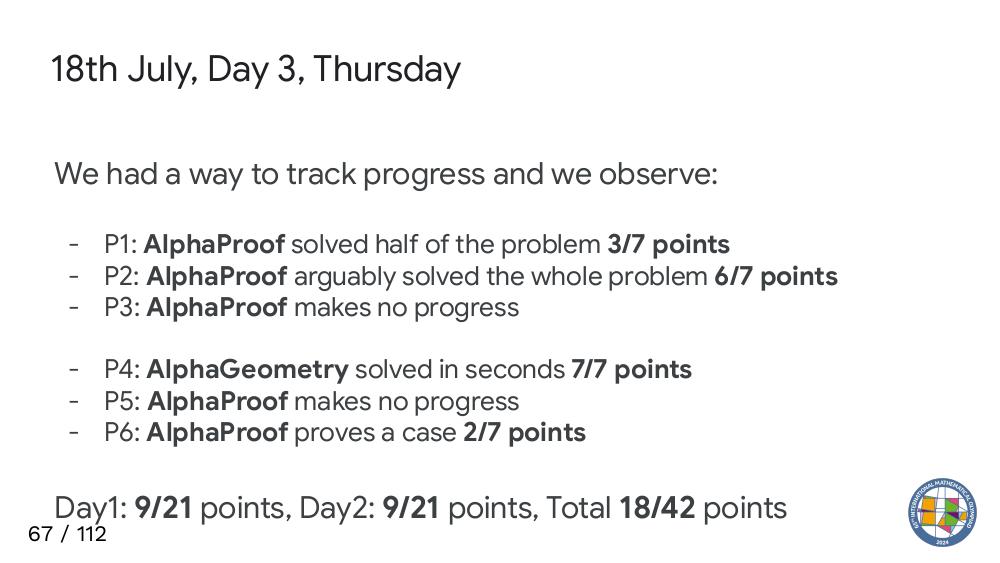 18th July, Day 3, Thursday
We had a way to track progress and we observe:
- P1: AlphaProof solved half of the problem 3/7 points
- P2: AlphaProof arguably solved the whole problem 6/7 points
- P3: AlphaProof makes no progress
- P4: AlphaGeometry solved in seconds 7/7 points
- P5: AlphaProof makes no progress
- P6: AlphaProof proves a case 2/7 points
Day1: 9/21 points, Day2: 9/21 points, Total 18/42 points
67 / 112
INTERNATIONAL MATHEMATICAL OLYMPIAD
2024